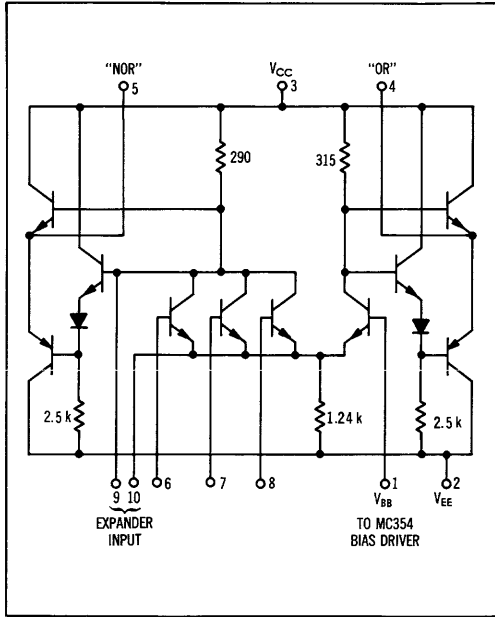 "NOR" VCC "OR"
5 3 4
290 315
2.5 k 1.24 k 2.5 k
9 10 6 7 8 1 2
VBB VEE
EXPANDER
INPUT
TO MC354
BIAS DRIVER